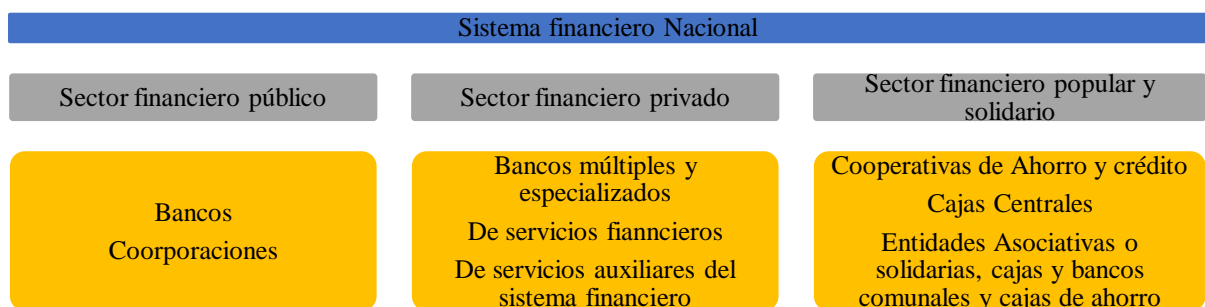 Sistema financiero Nacional
Sector financiero público
Sector financiero privado
Sector financiero popular y
solidario
Bancos
Coorporaciones
Bancos múltiples y
especializados
De servicios fianncieros
De servicios auxiliares del
sistema financiero
Cooperativas de Ahorro y crédito
Cajas Centrales
Entidades Asociativas o
solidarias, cajas y bancos
comunales y cajas de ahorro